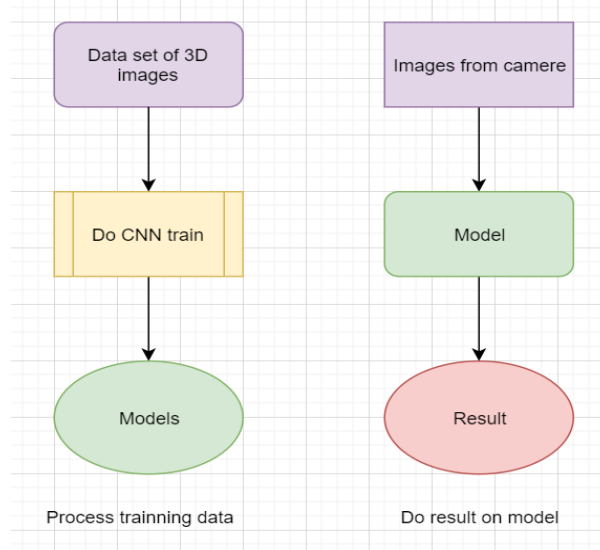 Data set of 3D
images
Images from camere
Do CNN train
Model
Models
Result
Process trainning data
Do result on model